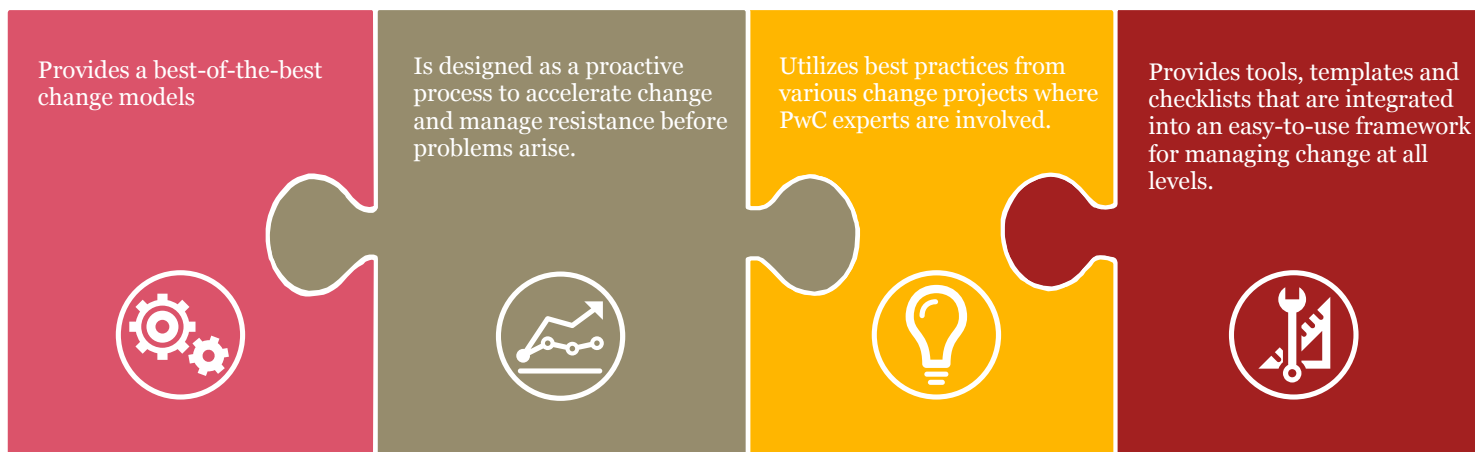 Provides a best-of-the-best
change models
Is designed as a proactive
process to accelerate change
and manage resistance before
problems arise.
Utilizes best practices from
various change projects where
PwC experts are involved.
Provides tools, templates and
checklists that are integrated
into an easy-to-use framework
for managing change at all
levels.